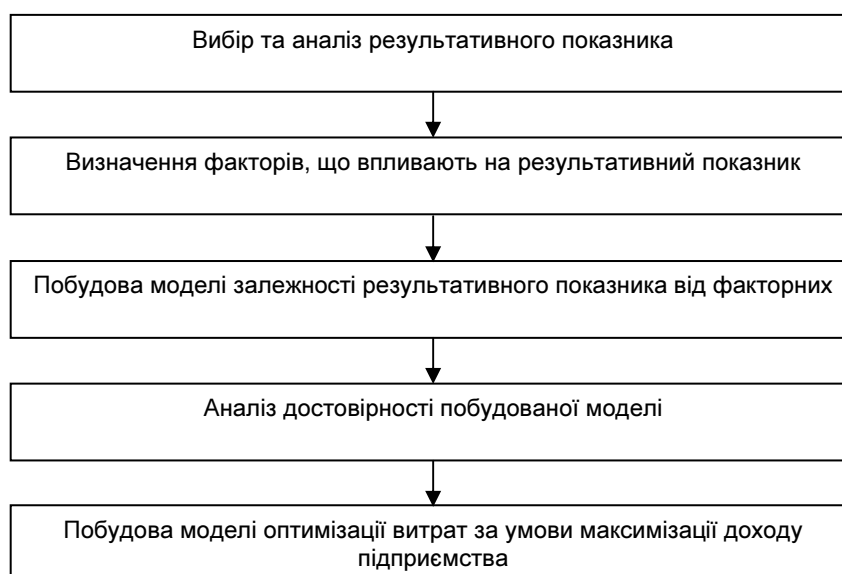 Вибір та аналіз результативного показника
Визначення факторів, що впливають на результативний показник
Побудова моделі залежності результативного показника від факторних
Аналіз достовірності побудованої моделі
Побудова моделі оптимізації витрат за умови максимізації доходу
підприємства